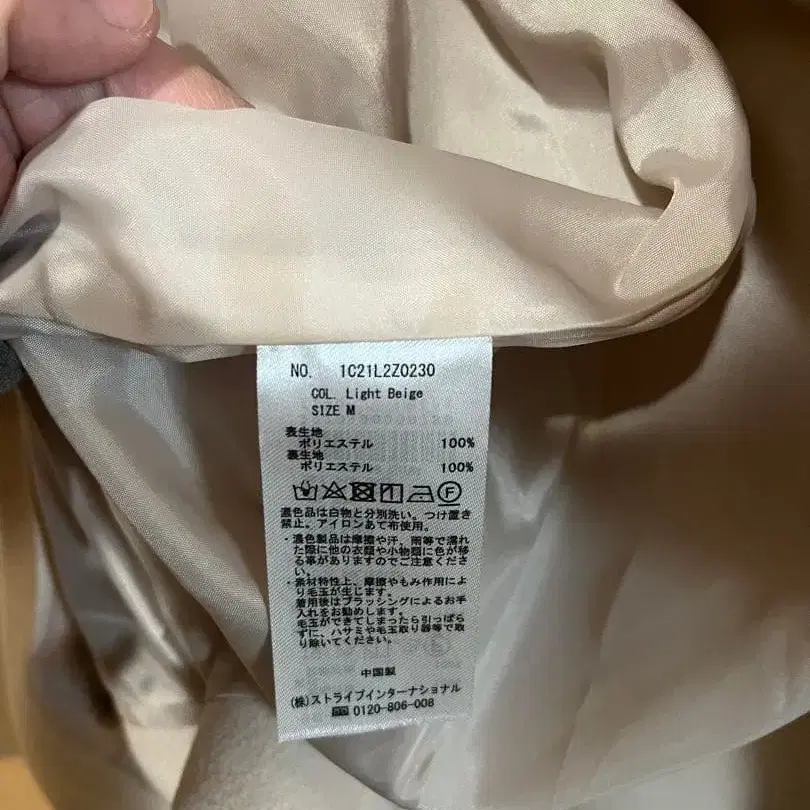 NO. 1C21L2Z0230
COL. Light Beige
SIZE M
表生地
ポリエステル 100%
裏生地
ポリエステル 100%
濃色品は白物と分別洗い。つけ置き
禁止。アイロンあて布使用。
・濃色製品は摩擦や汗、雨等で濡れ
た際に他の衣類や小物類に色が移
る事がありますのでご注意くださ
い。
・素材特性上、摩擦やもみ作用によ
り毛玉が生じます。
着用後はブラッシングによるお手
入れをお勧めします。
毛玉ができてしまったら引っぱら
ずに、ハサミや毛玉取り器等で取
り除いてください。
中国製
(株)ストライプインターナショナル
0120-806-008